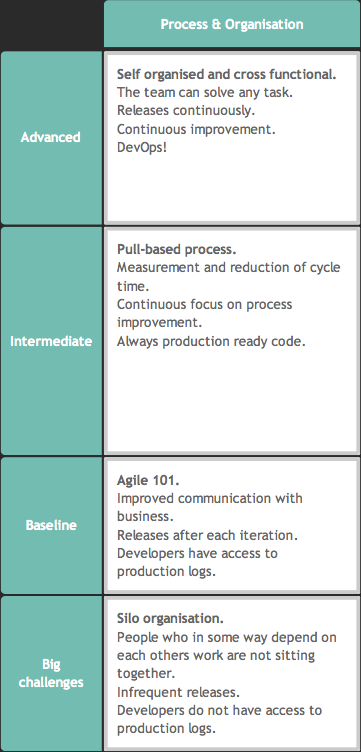 Process & Organisation
Advanced
Self organised and cross functional.
The team can solve any task.
Releases continuously.
Continuous improvement.
DevOps!
Intermediate
Pull-based process.
Measurement and reduction of cycle
time.
Continuous focus on process
improvement.
Always production ready code.
Baseline
Agile 101.
Improved communication with
business.
Releases after each iteration.
Developers have access to
production logs.
Big
challenges
Silo organisation.
People who in some way depend on
each others work are not sitting
together.
Infrequent releases.
Developers do not have access to
production logs.